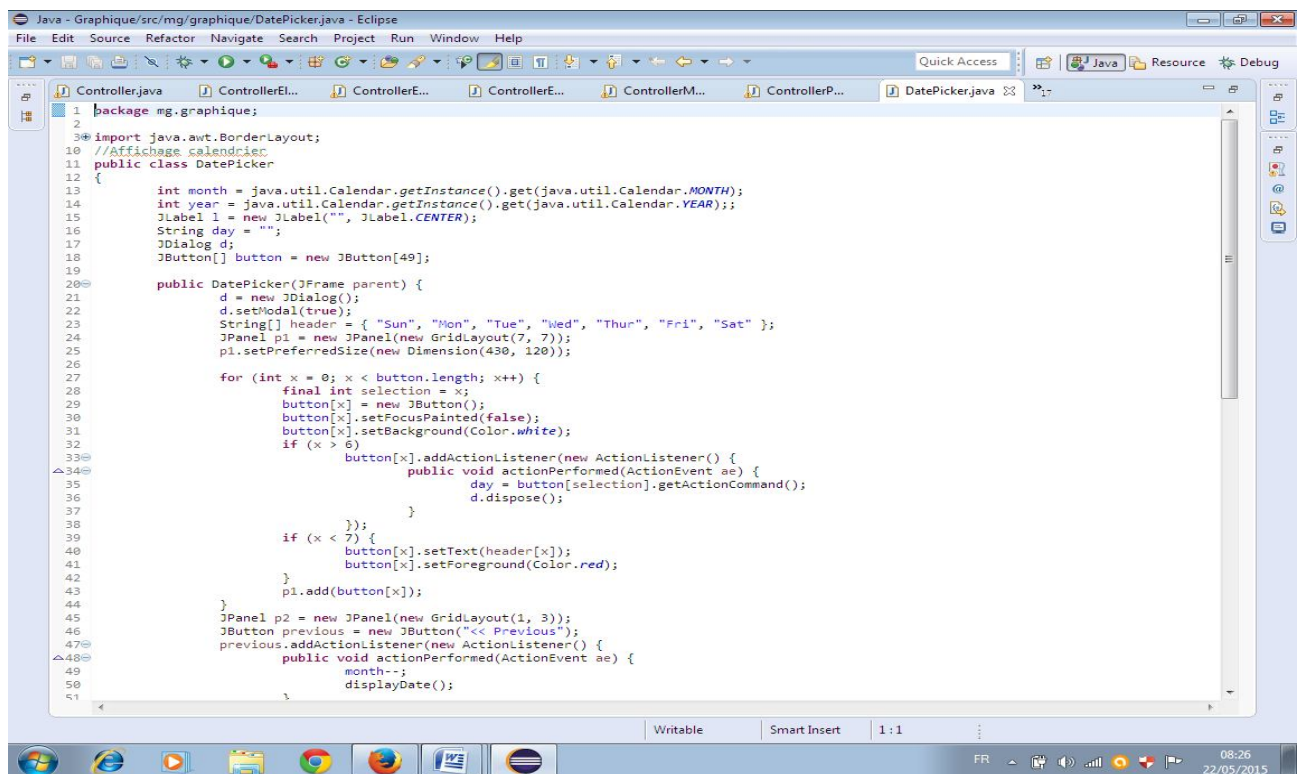 Java - Graphique/src/mg/graphique/DatePicker.java - Eclipse
File Edit Source Refactor Navigate Search Project Run Window Help
Quick Access Java Resource Debug
Controller.java ControllerEl... ControllerE... ControllerE... ControllerM... ControllerP... DatePicker.java »17
1 package mg.graphique;
2
3 import java.awt.BorderLayout;
10 //Affichage calendrier
11 public class DatePicker
12 {
13 int month = java.util.Calendar.getInstance().get(java.util.Calendar.MONTH);
14 int year = java.util.Calendar.getInstance().get(java.util.Calendar.YEAR);;
15 JLabel l = new JLabel("", JLabel.CENTER);
16 String day = "";
17 JDialog d;
18 JButton[] button = new JButton[49];
19
20 public DatePicker(JFrame parent) {
21 d = new JDialog();
22 d.setModal(true);
23 String[] header = { "Sun", "Mon", "Tue", "Wed", "Thur", "Fri", "Sat" };
24 JPanel p1 = new JPanel(new GridLayout(7, 7));
25 p1.setPreferredSize(new Dimension(430, 120));
26
27 for (int x = 0; x < button.length; x++) {
28 final int selection = x;
29 button[x] = new JButton();
30 button[x].setFocusPainted(false);
31 button[x].setBackground(Color.white);
32 if (x > 6)
33 button[x].addActionListener(new ActionListener() {
34 public void actionPerformed(ActionEvent ae) {
35 day = button[selection].getActionCommand();
36 d.dispose();
37 }
38 });
39 if (x < 7) {
40 button[x].setText(header[x]);
41 button[x].setForeground(Color.red);
42 }
43 p1.add(button[x]);
44 }
45 JPanel p2 = new JPanel(new GridLayout(1, 3));
46 JButton previous = new JButton("<< Previous");
47 previous.addActionListener(new ActionListener() {
48 public void actionPerformed(ActionEvent ae) {
49 month--;
50 displayDate();
51 }
Writable Smart Insert 1 : 1
FR 08:26
22/05/2015